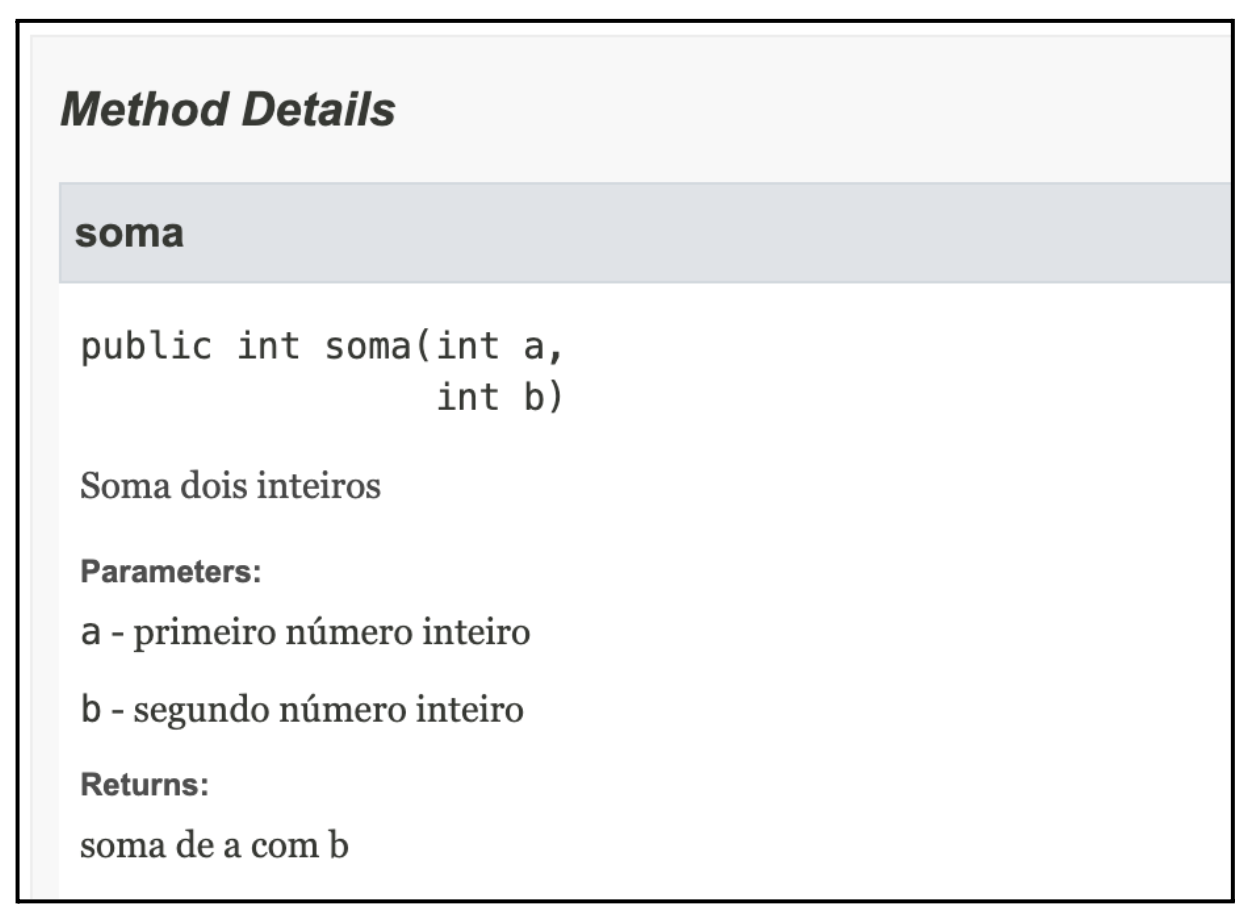 Method Details
soma
public int soma(int a,
int b)
Soma dois inteiros
Parameters:
a - primeiro número inteiro
b - segundo número inteiro
Returns:
soma de a com b